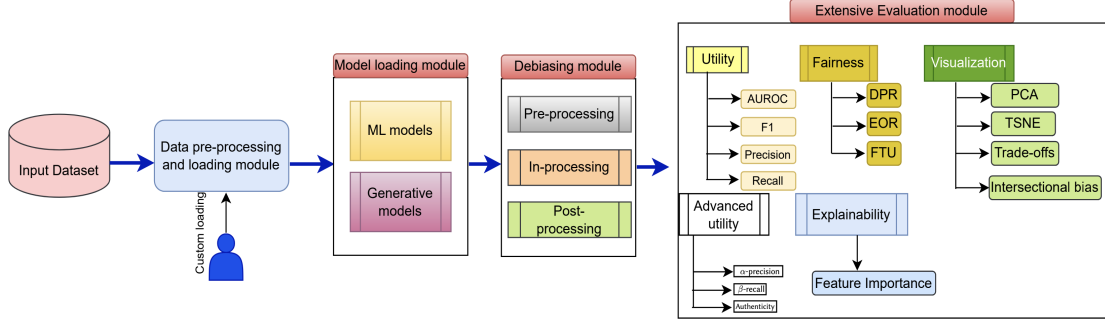 Input Dataset
Data pre-processing
and loading module
Custom loading
Model loading module
ML models
Generative
models
Debiasing module
Pre-processing
In-processing
Post-
processing
Extensive Evaluation module
Utility
AUROC
F1
Precision
Recall
Fairness
DPR
EOR
FTU
Visualization
PCA
TSNE
Trade-offs
Intersectional bias
Advanced
utility
α-precision
β-recall
Authenticity
Explainability
Feature Importance